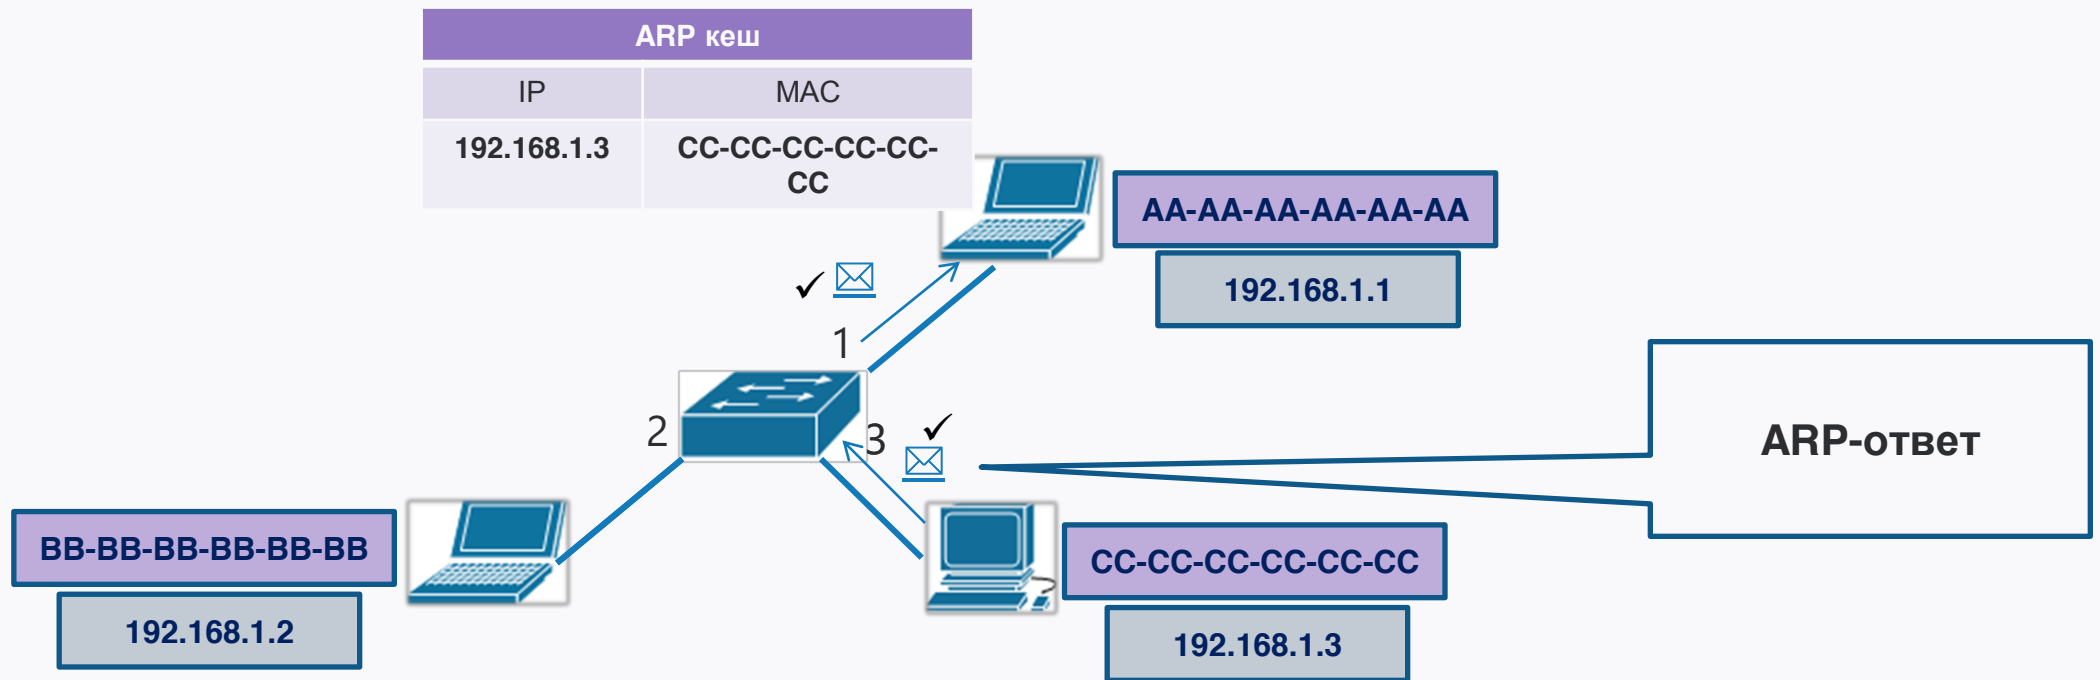 ARP кеш
IP MAC
192.168.1.3 CC-CC-CC-CC-CC-
CC
AA-AA-AA-AA-AA-AA
192.168.1.1
1
2
3
ARP-ответ
BB-BB-BB-BB-BB-BB
192.168.1.2
CC-CC-CC-CC-CC-CC
192.168.1.3